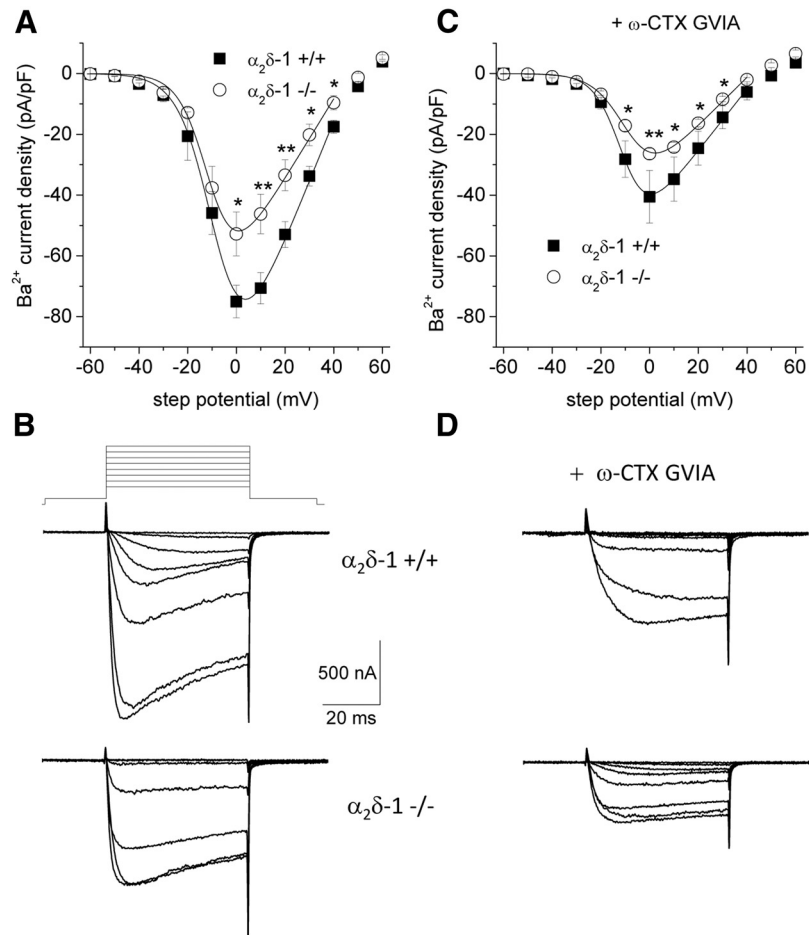 A
α₂δ-1 +/+
α₂δ-1 -/-
Ba²⁺ current density (pA/pF)
0
-20
-40
-60
-80
* ** ** * *
-60 -40 -20 0 20 40 60
step potential (mV)
C
+ ω-CTX GVIA
Ba²⁺ current density (pA/pF)
0
-20
-40
-60
-80
* ** * * *
α₂δ-1 +/+
α₂δ-1 -/-
-60 -40 -20 0 20 40 60
step potential (mV)
B
α₂δ-1 +/+
500 nA
20 ms
α₂δ-1 -/-
D
+ ω-CTX GVIA